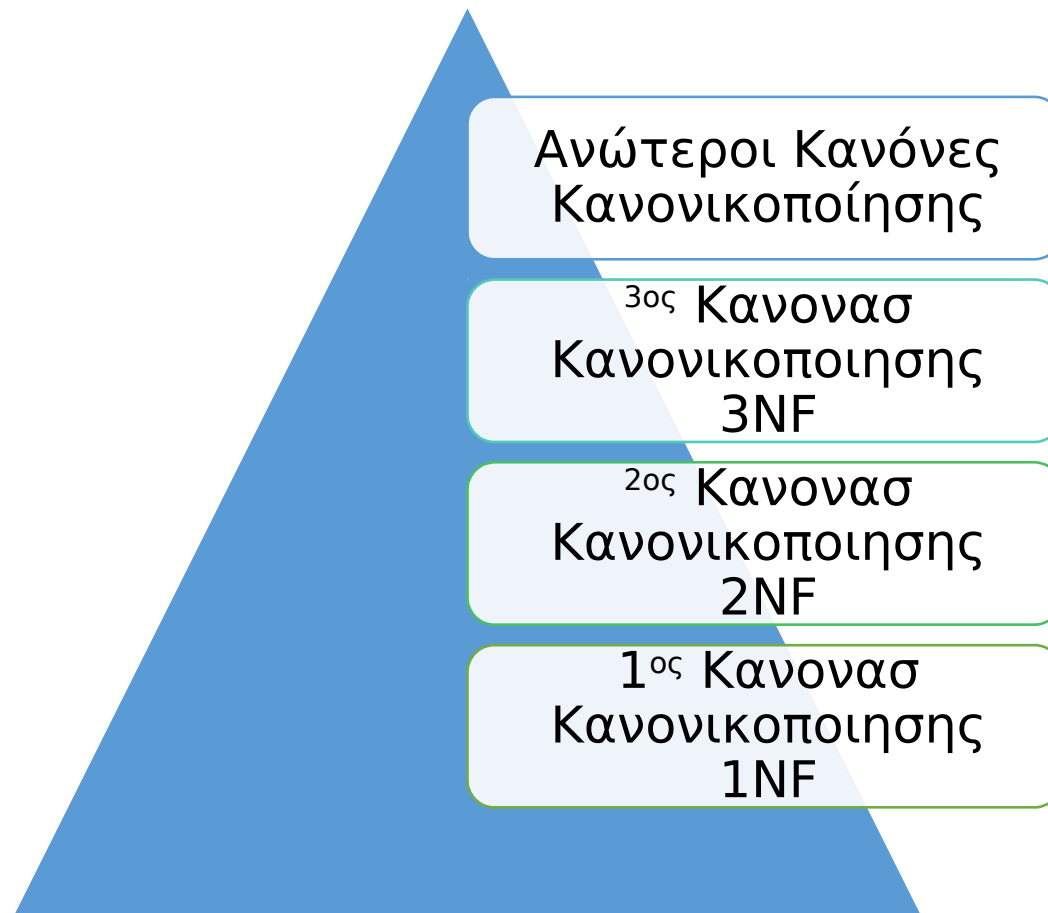 Ανώτεροι Κανόνες
Κανονικοποίησης
3ος Κανονασ
Κανονικοποιησης
3NF
2ος Κανονασ
Κανονικοποιησης
2NF
1ος Κανονασ
Κανονικοποιησης
1NF